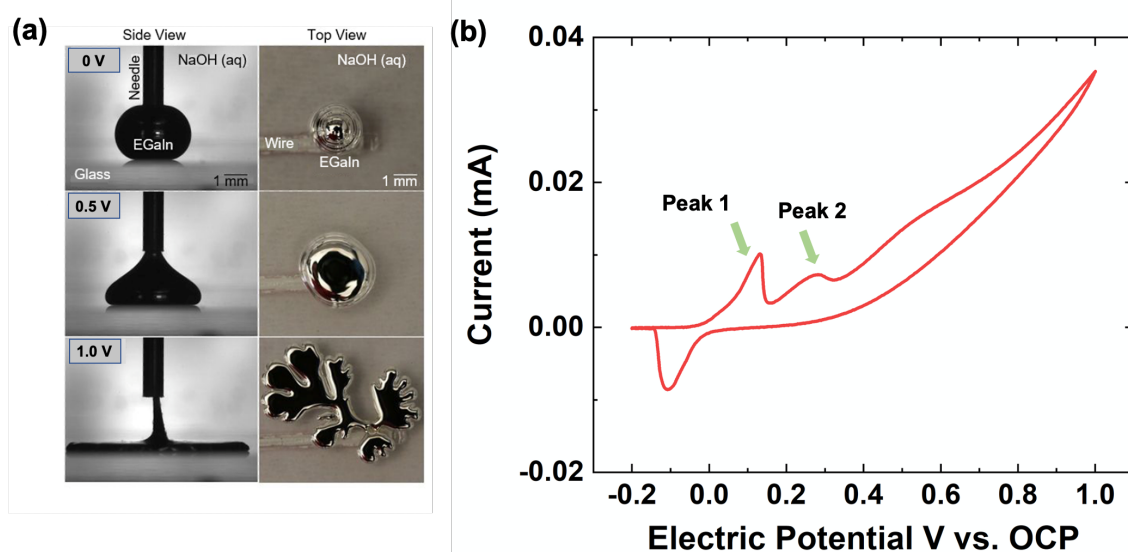 (a)
Side View
Top View
0 V
Needle
NaOH (aq)
EGaIn
Glass
1 mm
NaOH (aq)
Wire
EGaIn
1 mm
0.5 V
1.0 V
(b)
0.04
0.02
0.00
-0.02
Current (mA)
Peak 1
Peak 2
-0.2 0.0 0.2 0.4 0.6 0.8 1.0
Electric Potential V vs. OCP